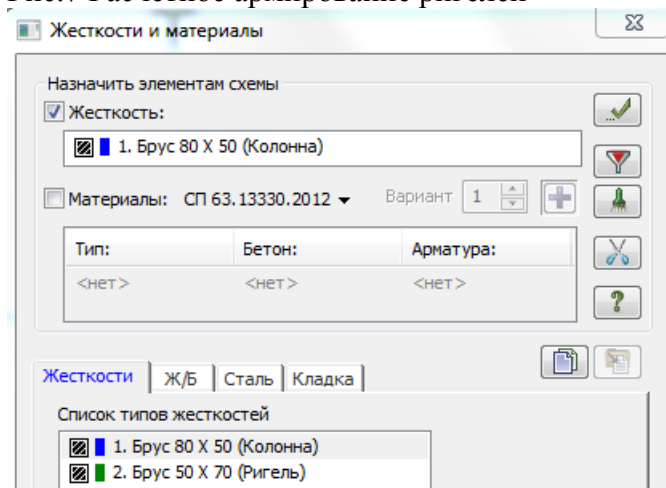 Жесткости и материалы
Назначить элементам схемы
Жесткость:
1. Брус 80 X 50 (Колонна)
Материалы: СП 63.13330.2012 Вариант 1
Тип: Бетон: Арматура:
<нет> <нет> <нет>
Жесткости Ж/Б Сталь Кладка
Список типов жесткостей
1. Брус 80 X 50 (Колонна)
2. Брус 50 X 70 (Ригель)